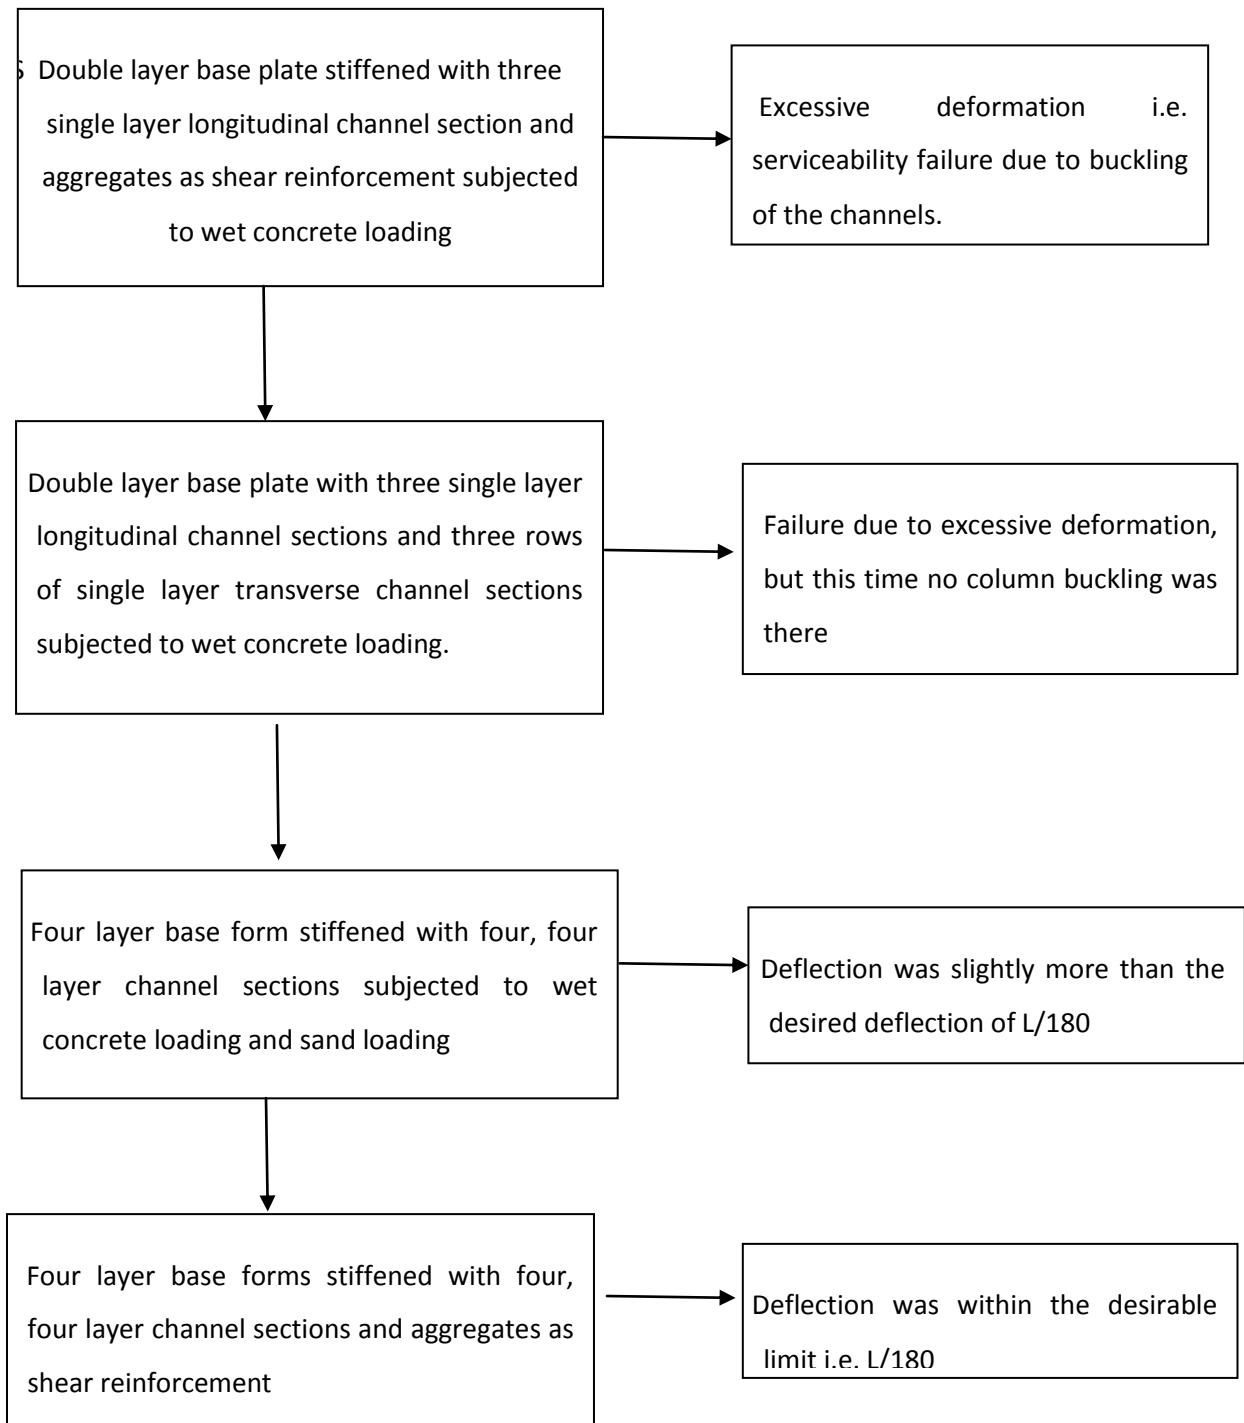 Double layer base plate stiffened with three
single layer longitudinal channel section and
aggregates as shear reinforcement subjected
to wet concrete loading
Excessive deformation i.e.
serviceability failure due to buckling
of the channels.
Double layer base plate with three single layer
longitudinal channel sections and three rows
of single layer transverse channel sections
subjected to wet concrete loading.
Failure due to excessive deformation,
but this time no column buckling was
there
Four layer base form stiffened with four, four
layer channel sections subjected to wet
concrete loading and sand loading
Deflection was slightly more than the
desired deflection of L/180
Four layer base forms stiffened with four,
four layer channel sections and aggregates as
shear reinforcement
Deflection was within the desirable
limit i.e. L/180